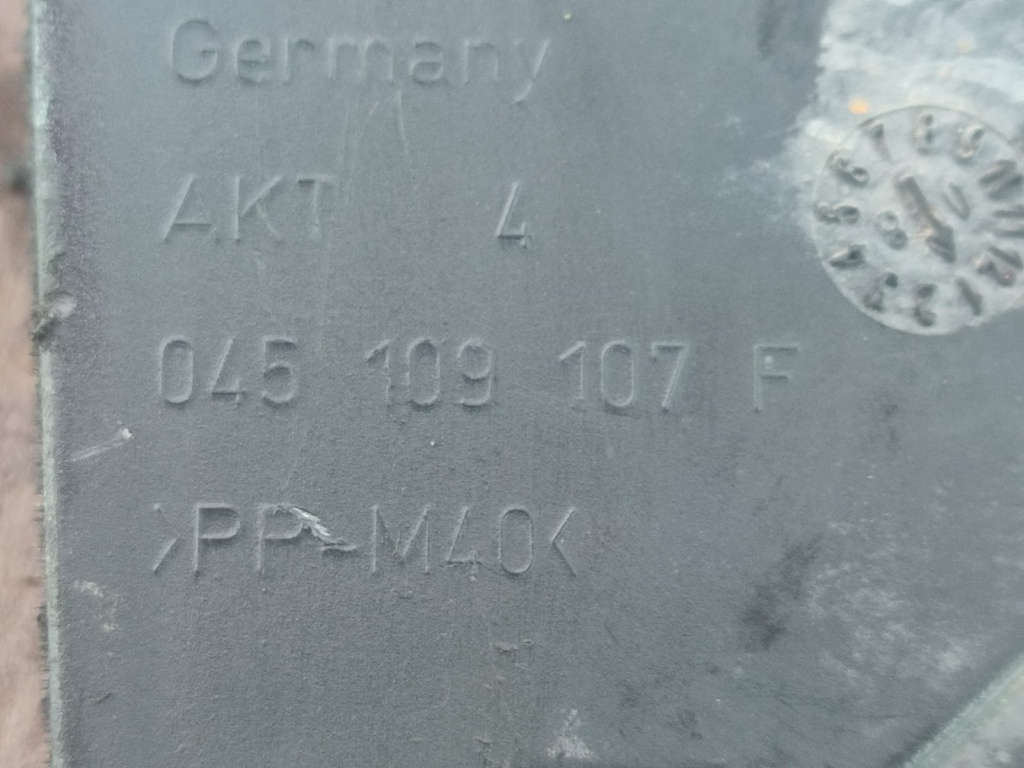 Germany
AKT 4
045 109 107 F
>PP-M40<